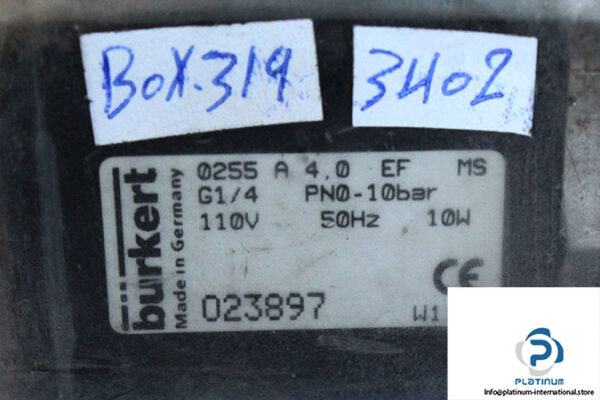 BOX.319
3402
bürkert
Made in Germany
0255 A 4,0 EF MS
G1/4 PN0-10bar
110V 50Hz 10W
CE
023897 W1
PLATINUM
info@platinum-international.store